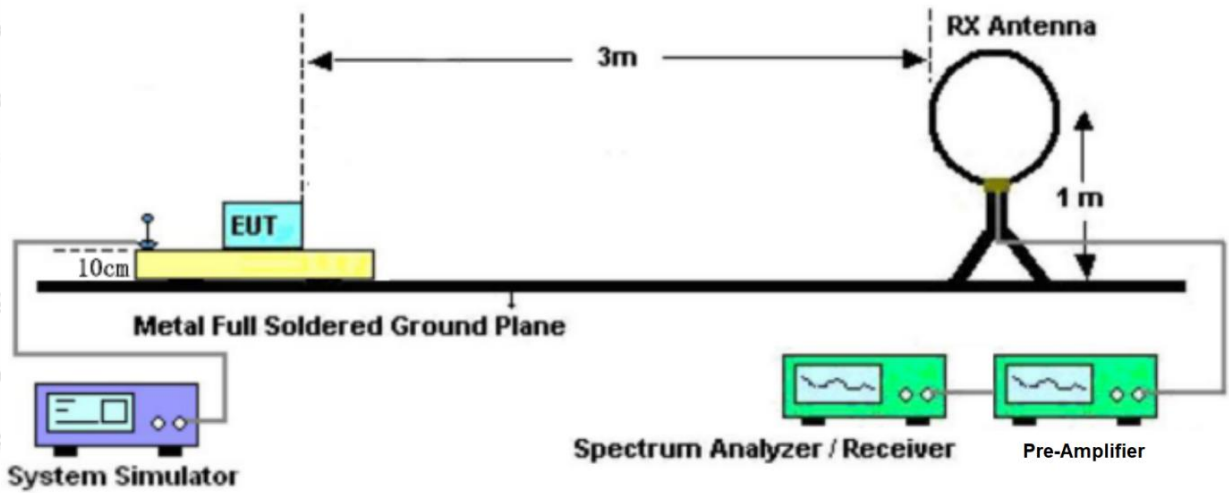 RX Antenna
3m
1 m
EUT
10cm
Metal Full Soldered Ground Plane
System Simulator
Spectrum Analyzer / Receiver
Pre-Amplifier